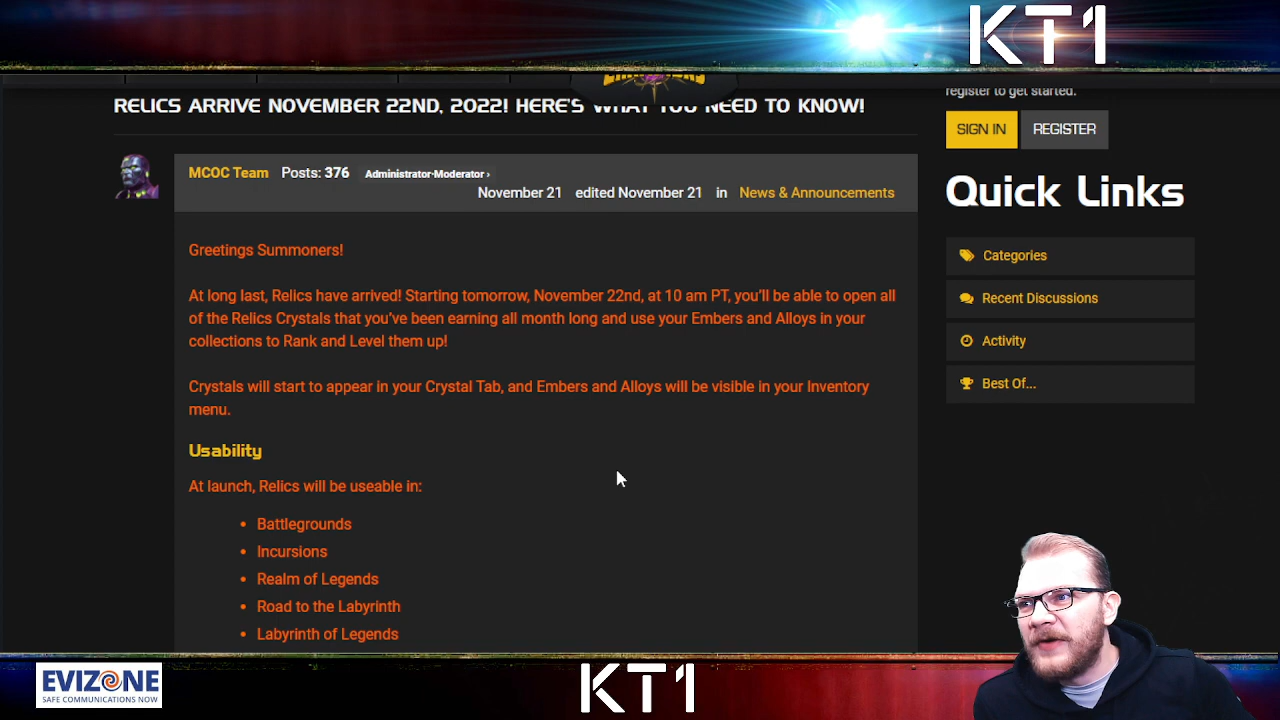 KT1
register to get started.
RELICS ARRIVE NOVEMBER 22ND, 2022! HERE'S WHAT YOU NEED TO KNOW!
SIGN IN REGISTER
MCOC Team Posts: 376 Administrator·Moderator ›
November 21 edited November 21 in News & Announcements
Quick Links
Categories
Recent Discussions
Activity
Best Of...
Greetings Summoners!
At long last, Relics have arrived! Starting tomorrow, November 22nd, at 10 am PT, you'll be able to open all
of the Relics Crystals that you've been earning all month long and use your Embers and Alloys in your
collections to Rank and Level them up!
Crystals will start to appear in your Crystal Tab, and Embers and Alloys will be visible in your Inventory
menu.
Usability
At launch, Relics will be useable in:
• Battlegrounds
• Incursions
• Realm of Legends
• Road to the Labyrinth
• Labyrinth of Legends
EVIZONE
SAFE COMMUNICATIONS NOW
KT1